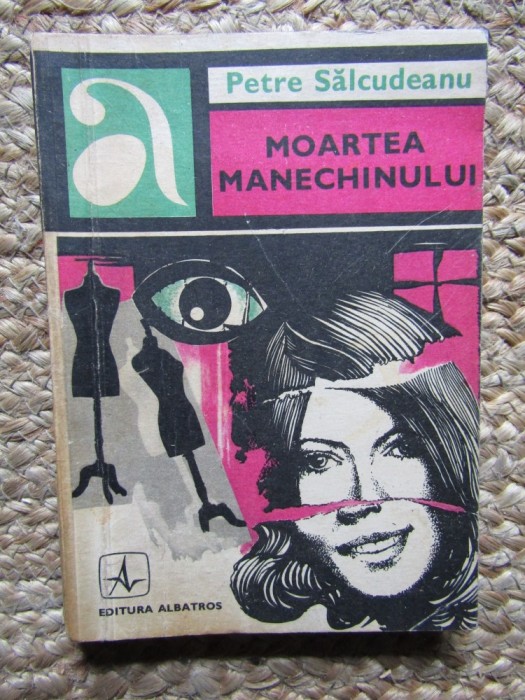 a
Petre Sălcudeanu
MOARTEA
MANECHINULUI
EDITURA ALBATROS